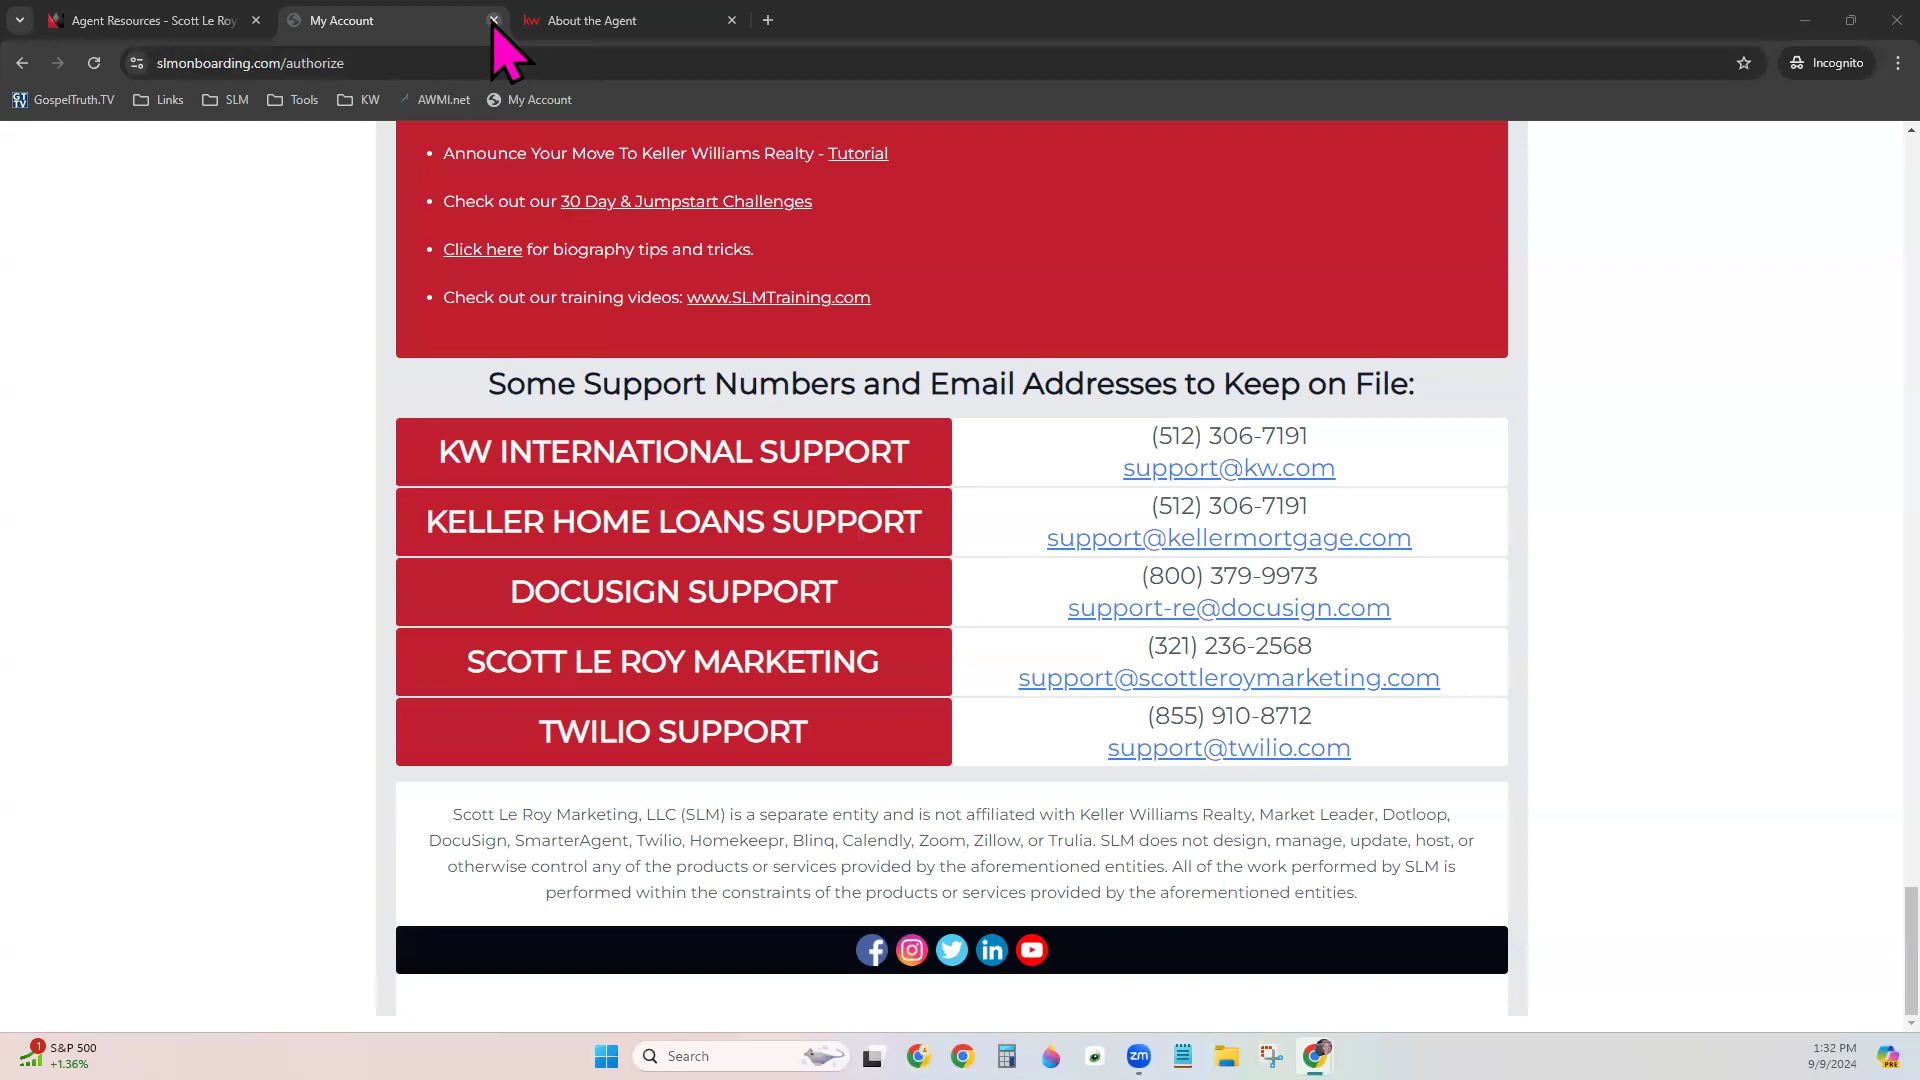 Agent Resources - Scott Le Roy
My Account
kw About the Agent
slmonboarding.com/authorize
Incognito
GT TV GospelTruth.TV Links SLM Tools KW AWMI.net My Account
• Announce Your Move To Keller Williams Realty - Tutorial
• Check out our 30 Day & Jumpstart Challenges
• Click here for biography tips and tricks.
• Check out our training videos: www.SLMTraining.com
Some Support Numbers and Email Addresses to Keep on File:
KW INTERNATIONAL SUPPORT
(512) 306-7191
support@kw.com
KELLER HOME LOANS SUPPORT
(512) 306-7191
support@kellermortgage.com
DOCUSIGN SUPPORT
(800) 379-9973
support-re@docusign.com
SCOTT LE ROY MARKETING
(321) 236-2568
support@scottleroymarketing.com
TWILIO SUPPORT
(855) 910-8712
support@twilio.com
Scott Le Roy Marketing, LLC (SLM) is a separate entity and is not affiliated with Keller Williams Realty, Market Leader, Dotloop,
DocuSign, SmarterAgent, Twilio, Homekeepr, Blinq, Calendly, Zoom, Zillow, or Trulia. SLM does not design, manage, update, host, or
otherwise control any of the products or services provided by the aforementioned entities. All of the work performed by SLM is
performed within the constraints of the products or services provided by the aforementioned entities.
1
S&P 500
+1.36%
Search
zm
1:32 PM
9/9/2024
PRE